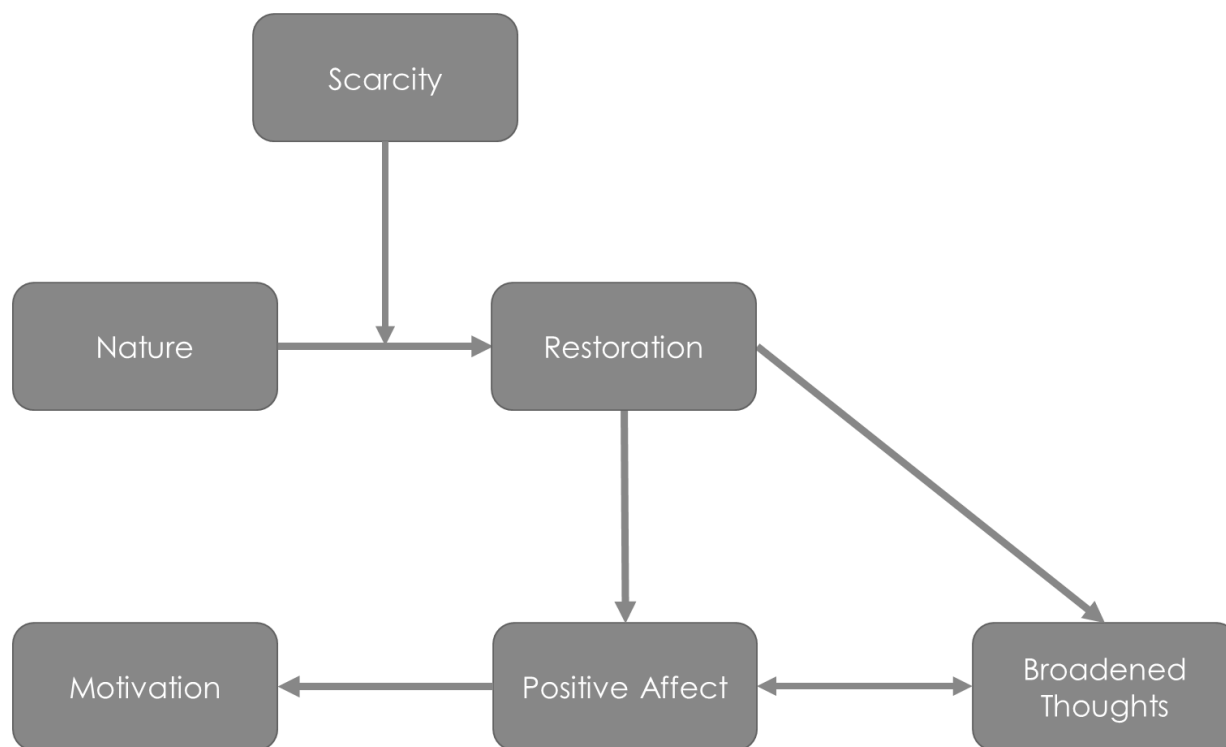 Scarcity
Nature
Restoration
Motivation
Positive Affect
Broadened
Thoughts